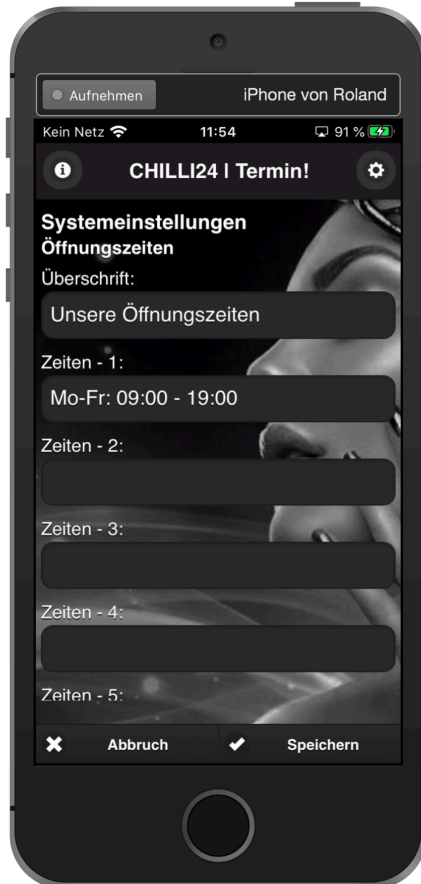 Aufnehmen
iPhone von Roland
Kein Netz 11:54 91 %
CHILLI24 | Termin!
Systemeinstellungen
Öffnungszeiten
Überschrift:
Unsere Öffnungszeiten
Zeiten - 1:
Mo-Fr: 09:00 - 19:00
Zeiten - 2:
Zeiten - 3:
Zeiten - 4:
Zeiten - 5:
Abbruch
Speichern